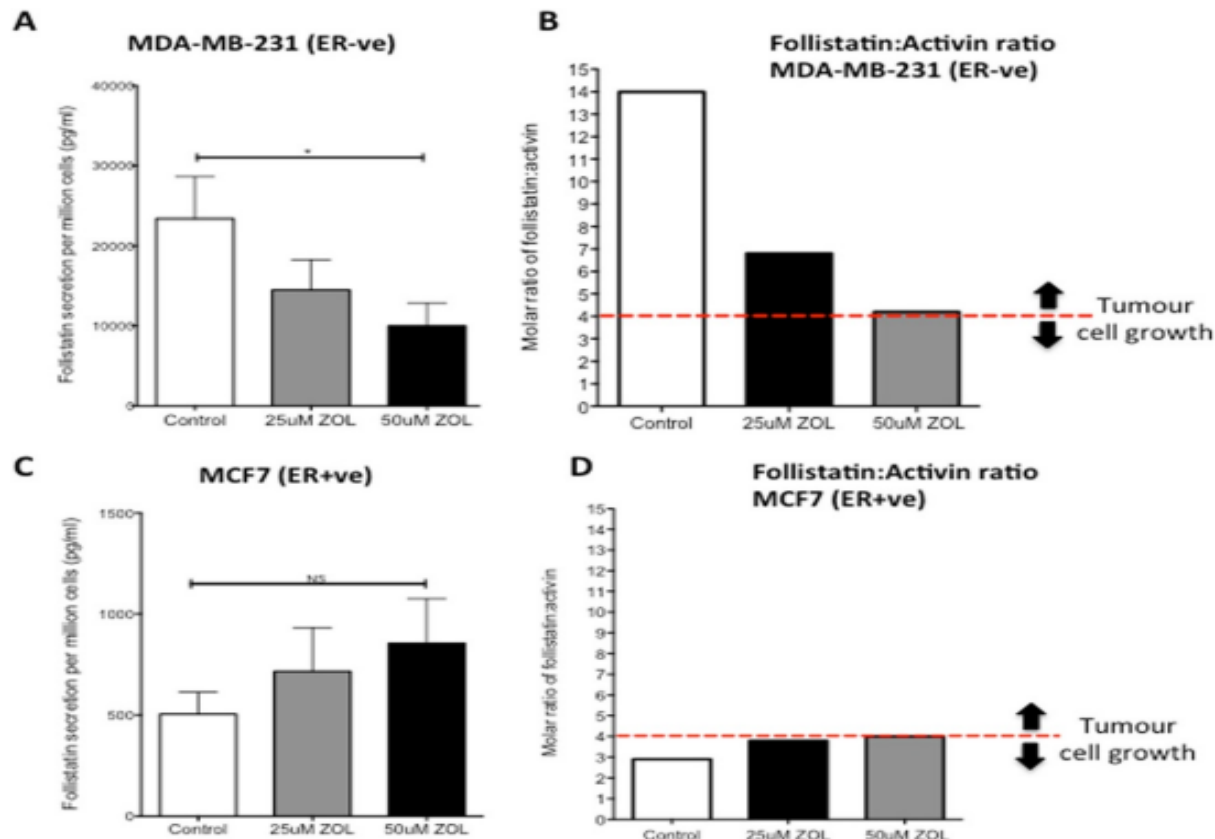 A
MDA-MB-231 (ER-ve)
Follistatin secretion per million cells (pg/ml)
40000
30000
20000
10000
0
*
Control 25uM ZOL 50uM ZOL
B
Follistatin:Activin ratio
MDA-MB-231 (ER-ve)
Molar ratio of follistatin:activin
15
14
13
12
11
10
9
8
7
6
5
4
3
2
1
0
Control 25uM ZOL 50uM ZOL
Tumour
cell growth
C
MCF7 (ER+ve)
Follistatin secretion per million cells (pg/ml)
1500
1000
500
0
NS
Control 25uM ZOL 50uM ZOL
D
Follistatin:Activin ratio
MCF7 (ER+ve)
Molar ratio of follistatin:activin
15
14
13
12
11
10
9
8
7
6
5
4
3
2
1
0
Control 25uM ZOL 50uM ZOL
Tumour
cell growth